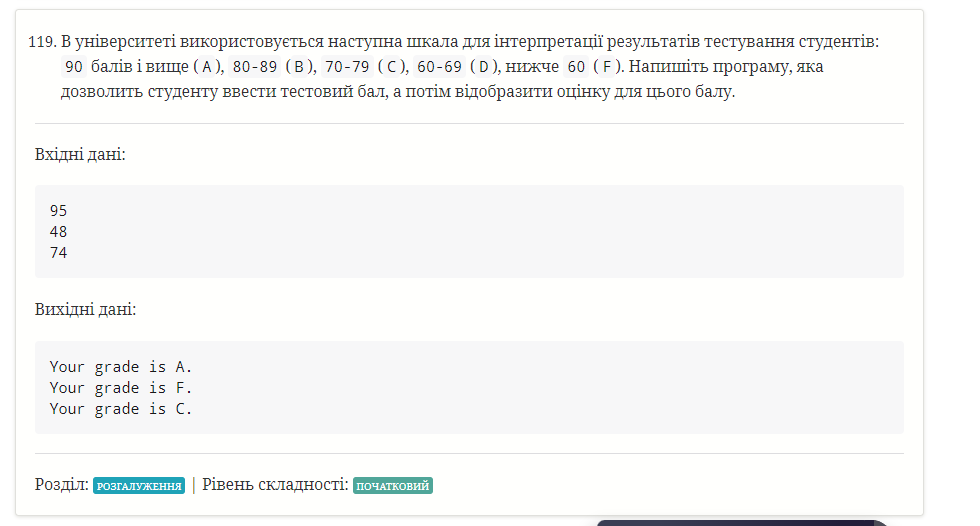 119. В університеті використовується наступна шкала для інтерпретації результатів тестування студентів:
90 балів і вище (A), 80-89 (B), 70-79 (C), 60-69 (D), нижче 60 (F). Напишіть програму, яка
дозволить студенту ввести тестовий бал, а потім відобразити оцінку для цього балу.
Вхідні дані:
95
48
74
Вихідні дані:
Your grade is A.
Your grade is F.
Your grade is C.
Розділ: РОЗГАЛУЖЕННЯ | Рівень складності: ПОЧАТКОВИЙ